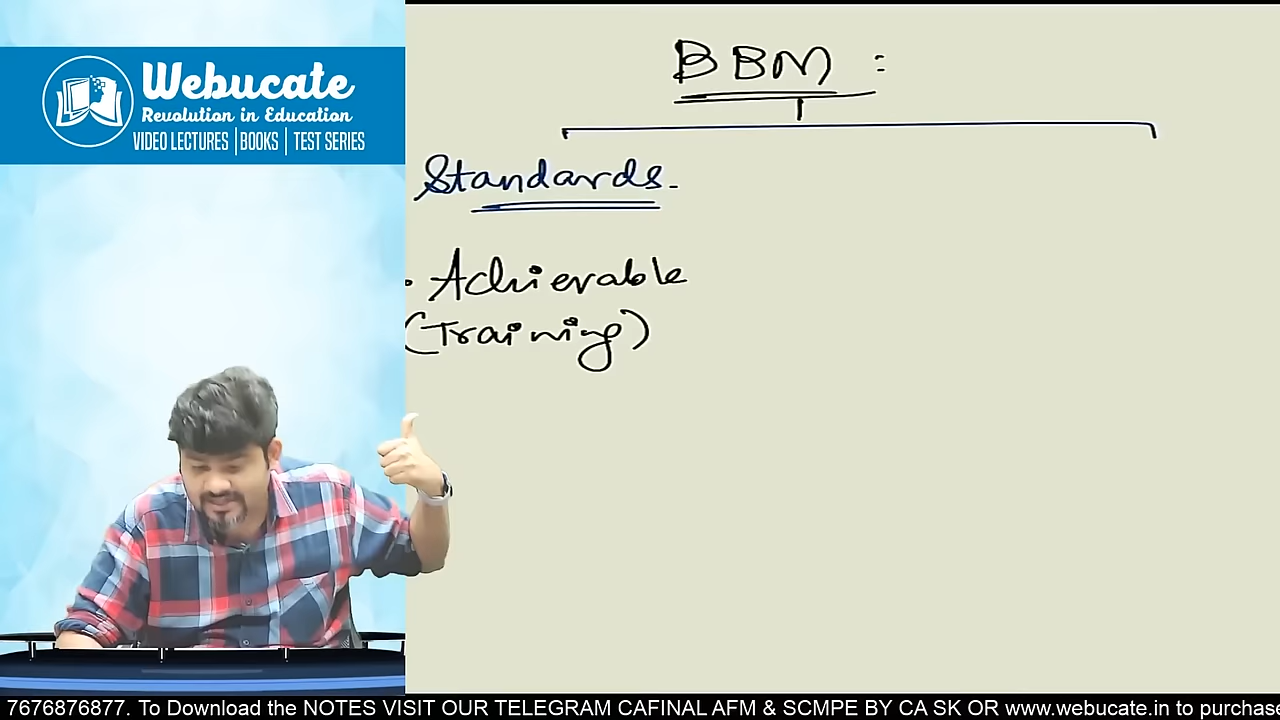 Webucate
Revolution in Education
VIDEO LECTURES | BOOKS | TEST SERIES
BBM :
Standards.
. Achievable
(Training)
7676876877. To Download the NOTES VISIT OUR TELEGRAM CAFINAL AFM & SCMPE BY CA SK OR www.webucate.in to purchase